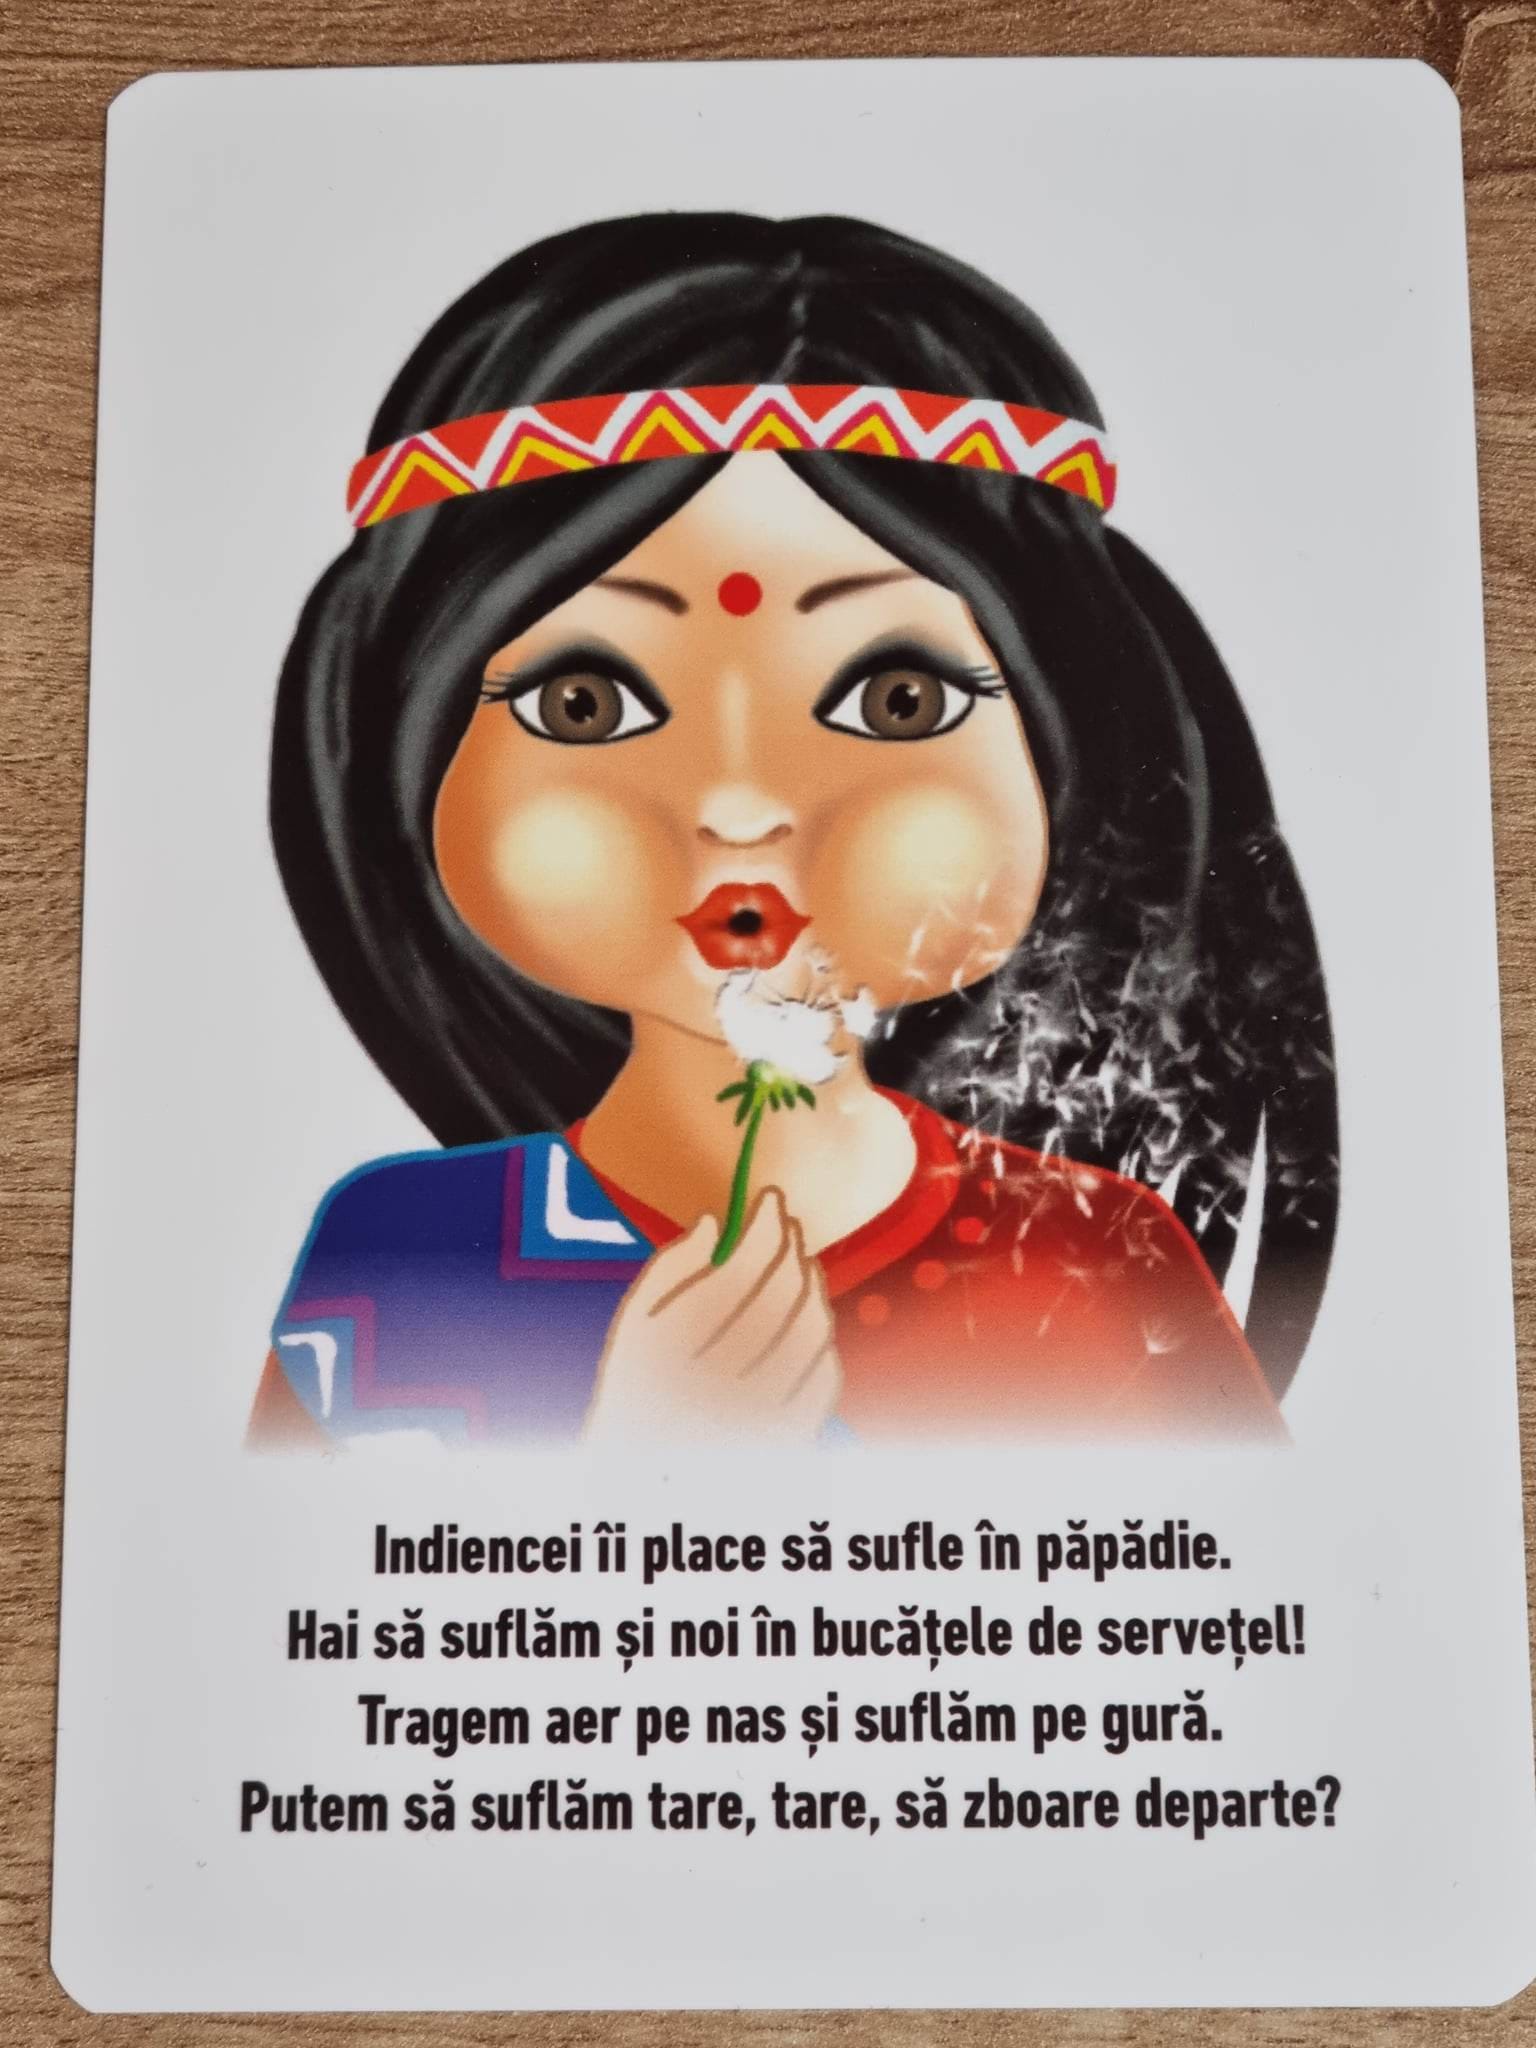 Indiencei îi place să sufle în păpădie.
Hai să suflăm și noi în bucățele de servețel!
Tragem aer pe nas și suflăm pe gură.
Putem să suflăm tare, tare, să zboare departe?